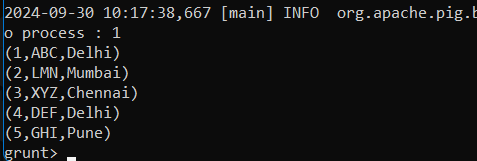 2024-09-30 10:17:38,667 [main] INFO  org.apache.pig.b
o process : 1
(1,ABC,Delhi)
(2,LMN,Mumbai)
(3,XYZ,Chennai)
(4,DEF,Delhi)
(5,GHI,Pune)
grunt>